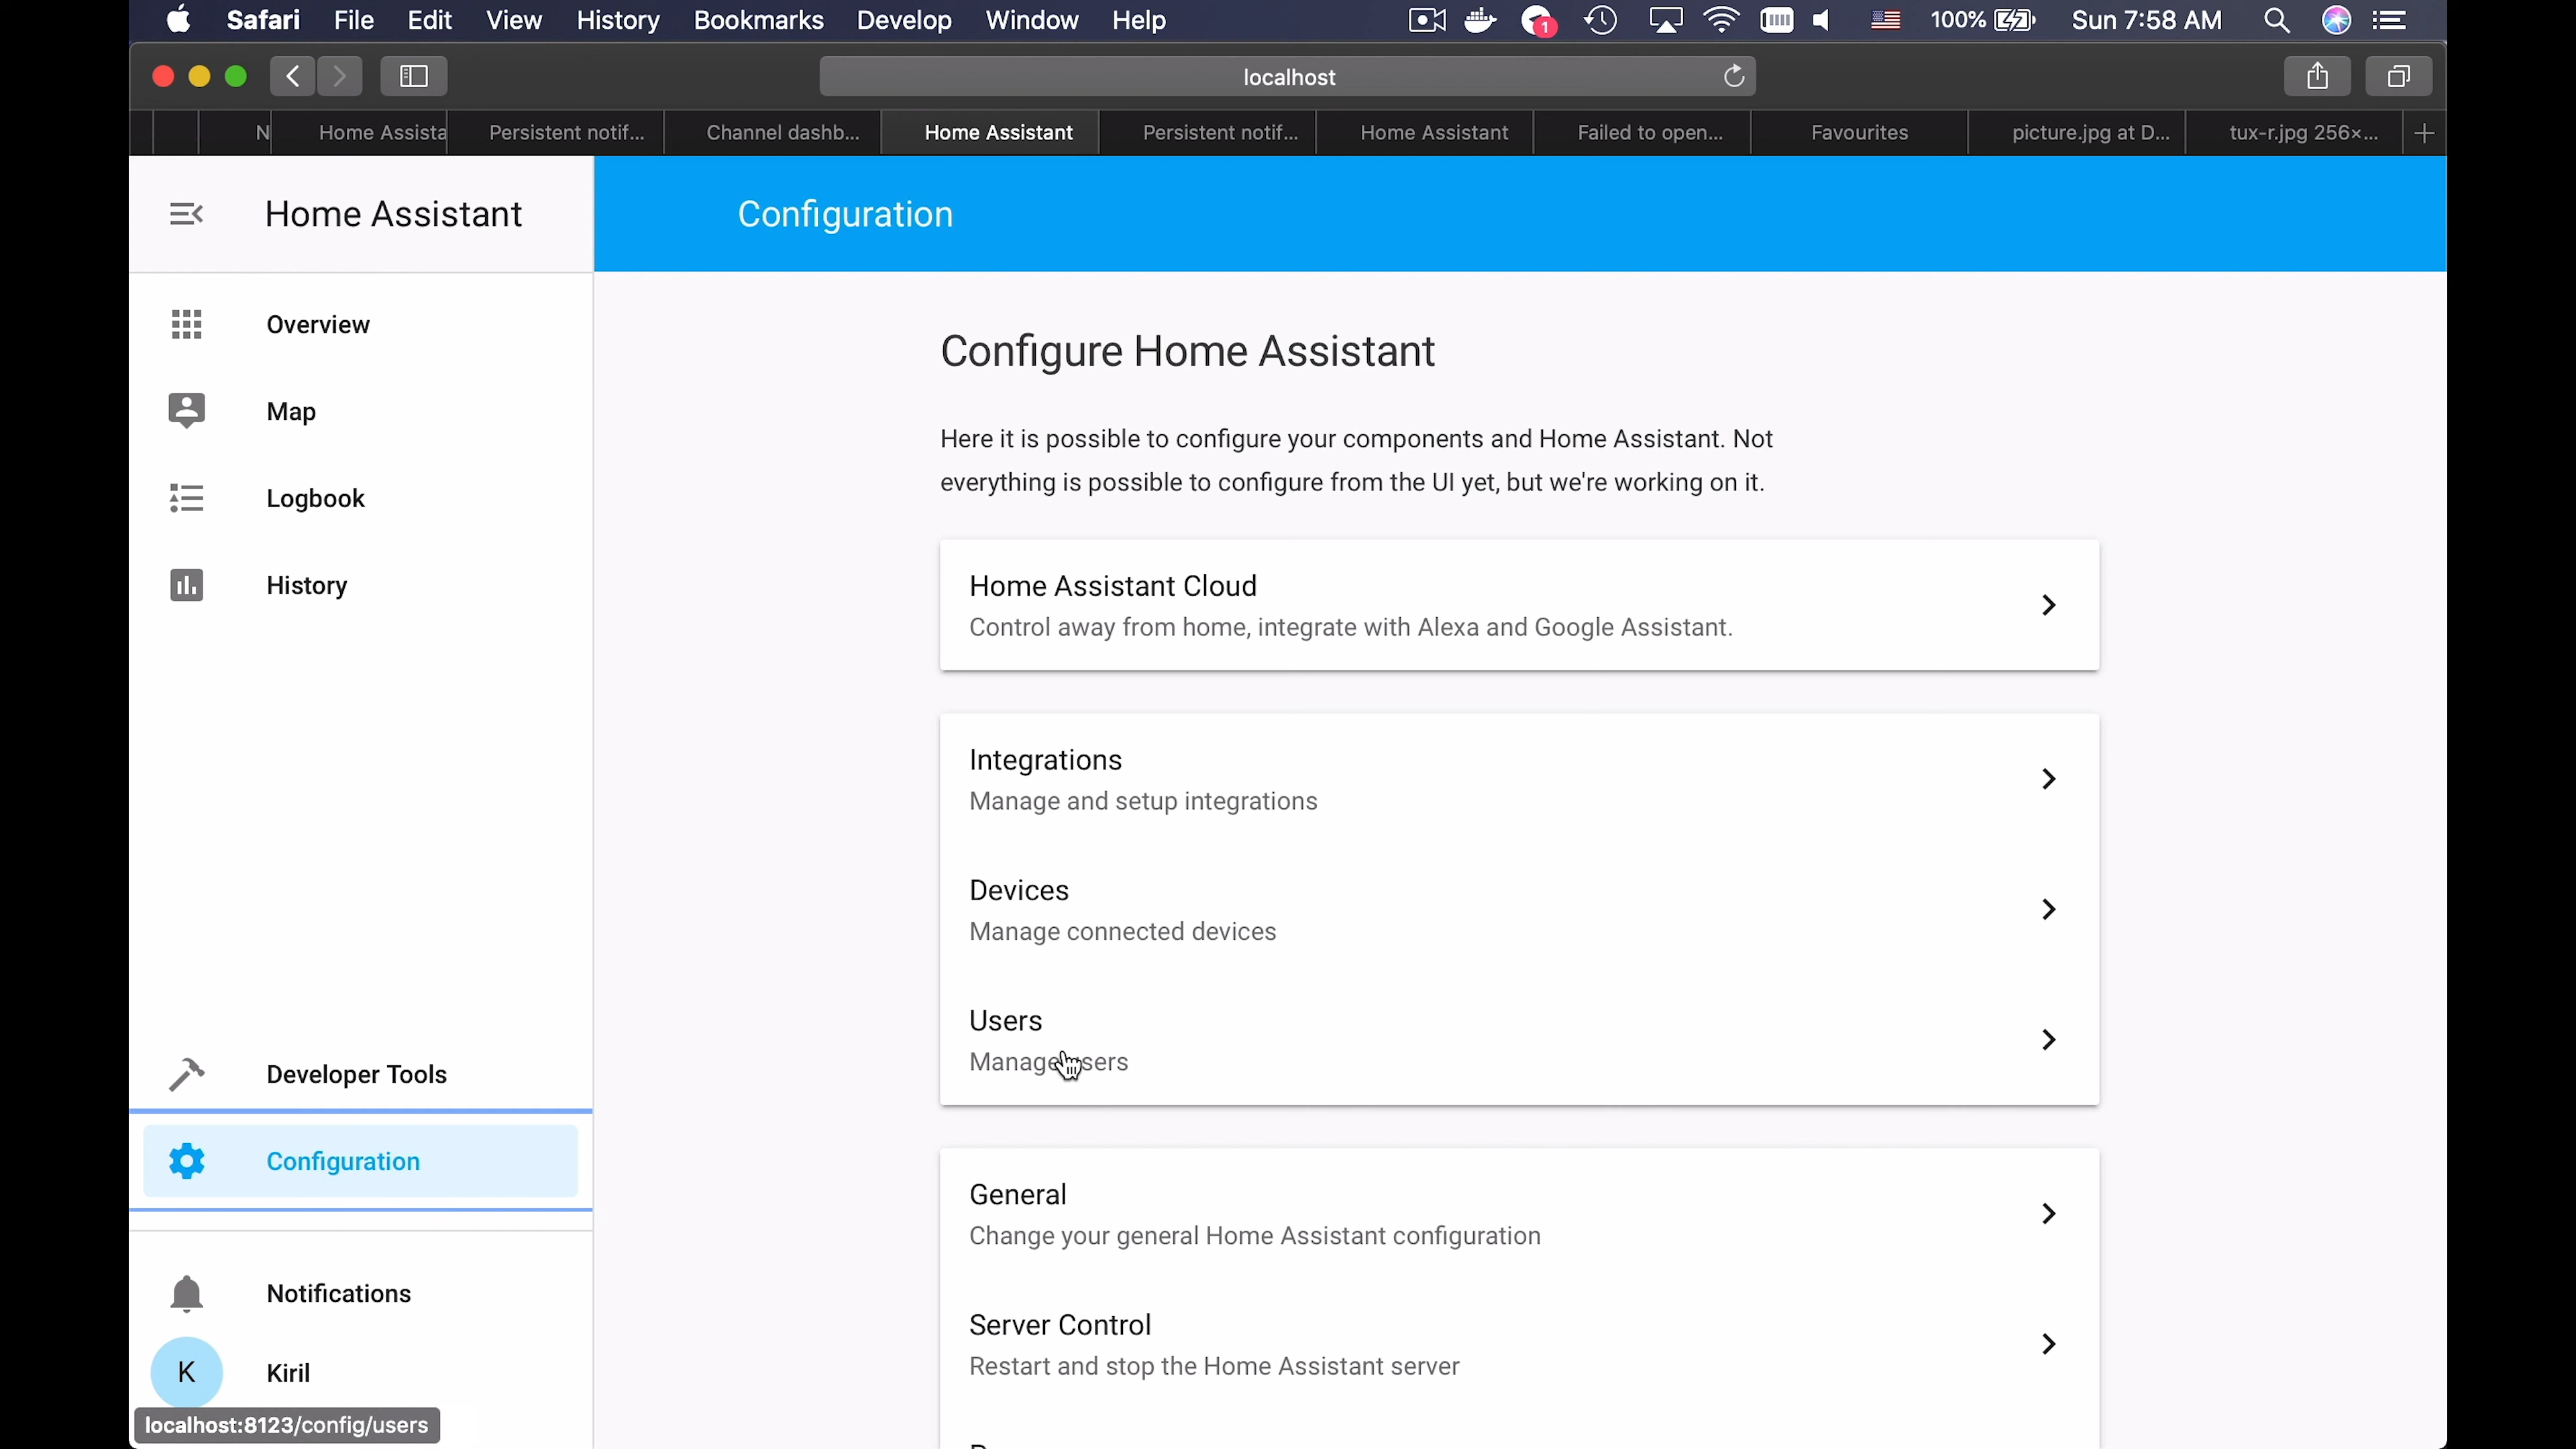 Safari File Edit View History Bookmarks Develop Window Help 1 100% Sun 7:58 AM
localhost
N Home Assista Persistent notif... Channel dashb... Home Assistant Persistent notif... Home Assistant Failed to open... Favourites picture.jpg at D... tux-r.jpg 256×...
Home Assistant
Configuration
Overview
Map
Logbook
History
Developer Tools
Configuration
Notifications
K Kiril
localhost:8123/config/users
Configure Home Assistant
Here it is possible to configure your components and Home Assistant. Not
everything is possible to configure from the UI yet, but we're working on it.
Home Assistant Cloud
Control away from home, integrate with Alexa and Google Assistant.
Integrations
Manage and setup integrations
Devices
Manage connected devices
Users
Manage users
General
Change your general Home Assistant configuration
Server Control
Restart and stop the Home Assistant server